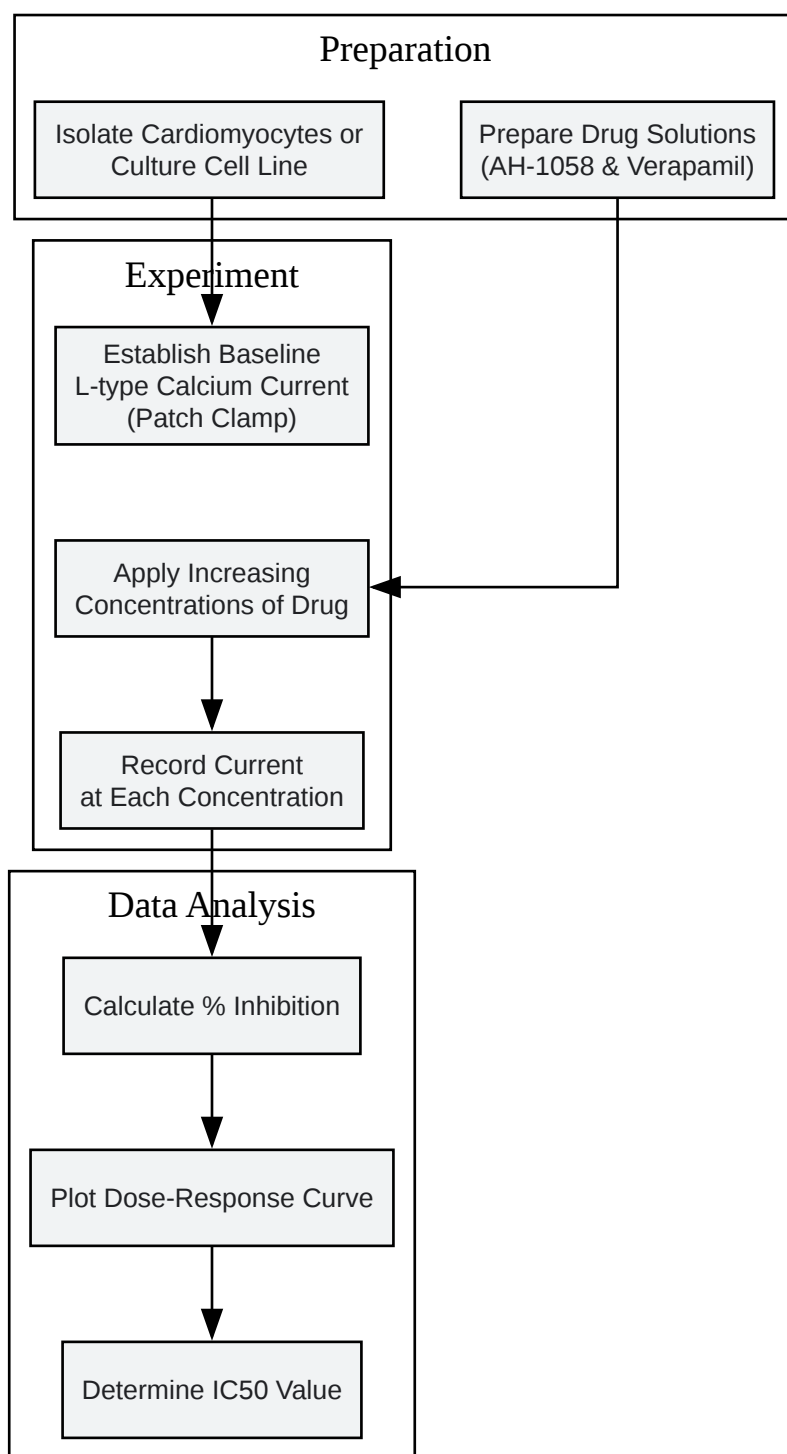 Preparation
Isolate Cardiomyocytes or
Culture Cell Line
Prepare Drug Solutions
(AH-1058 & Verapamil)
Experiment
Establish Baseline
L-type Calcium Current
(Patch Clamp)
Apply Increasing
Concentrations of Drug
Record Current
at Each Concentration
Data Analysis
Calculate % Inhibition
Plot Dose-Response Curve
Determine IC50 Value